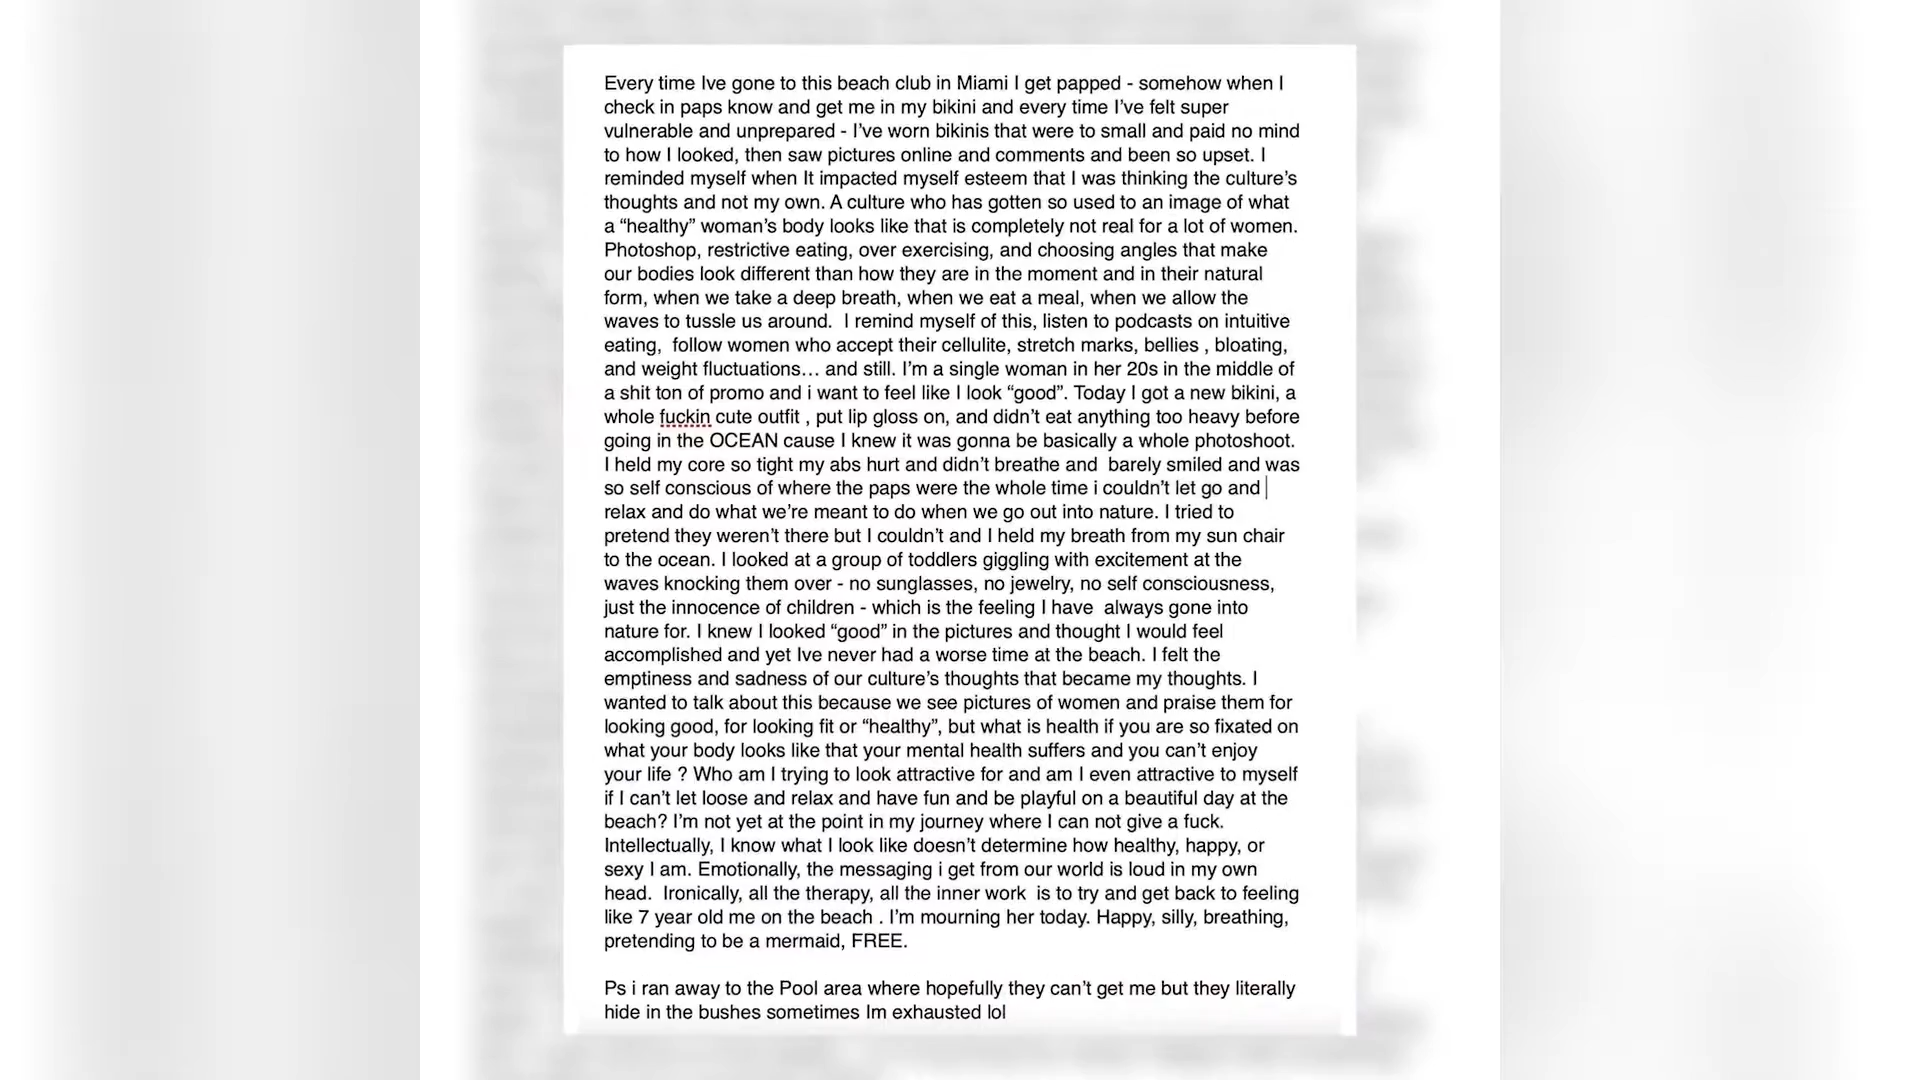 Every time Ive gone to this beach club in Miami I get papped - somehow when I
check in paps know and get me in my bikini and every time I’ve felt super
vulnerable and unprepared - I’ve worn bikinis that were to small and paid no mind
to how I looked, then saw pictures online and comments and been so upset. I
reminded myself when It impacted myself esteem that I was thinking the culture’s
thoughts and not my own. A culture who has gotten so used to an image of what
a “healthy” woman’s body looks like that is completely not real for a lot of women.
Photoshop, restrictive eating, over exercising, and choosing angles that make
our bodies look different than how they are in the moment and in their natural
form, when we take a deep breath, when we eat a meal, when we allow the
waves to tussle us around.  I remind myself of this, listen to podcasts on intuitive
eating,  follow women who accept their cellulite, stretch marks, bellies , bloating,
and weight fluctuations… and still. I’m a single woman in her 20s in the middle of
a shit ton of promo and i want to feel like I look “good”. Today I got a new bikini, a
whole fuckin cute outfit , put lip gloss on, and didn’t eat anything too heavy before
going in the OCEAN cause I knew it was gonna be basically a whole photoshoot.
I held my core so tight my abs hurt and didn’t breathe and  barely smiled and was
so self conscious of where the paps were the whole time i couldn’t let go and
relax and do what we’re meant to do when we go out into nature. I tried to
pretend they weren’t there but I couldn’t and I held my breath from my sun chair
to the ocean. I looked at a group of toddlers giggling with excitement at the
waves knocking them over - no sunglasses, no jewelry, no self consciousness,
just the innocence of children - which is the feeling I have  always gone into
nature for. I knew I looked “good” in the pictures and thought I would feel
accomplished and yet Ive never had a worse time at the beach. I felt the
emptiness and sadness of our culture’s thoughts that became my thoughts. I
wanted to talk about this because we see pictures of women and praise them for
looking good, for looking fit or “healthy”, but what is health if you are so fixated on
what your body looks like that your mental health suffers and you can’t enjoy
your life ? Who am I trying to look attractive for and am I even attractive to myself
if I can’t let loose and relax and have fun and be playful on a beautiful day at the
beach? I’m not yet at the point in my journey where I can not give a fuck.
Intellectually, I know what I look like doesn’t determine how healthy, happy, or
sexy I am. Emotionally, the messaging i get from our world is loud in my own
head.  Ironically, all the therapy, all the inner work  is to try and get back to feeling
like 7 year old me on the beach . I’m mourning her today. Happy, silly, breathing,
pretending to be a mermaid, FREE.
Ps i ran away to the Pool area where hopefully they can’t get me but they literally
hide in the bushes sometimes Im exhausted lol